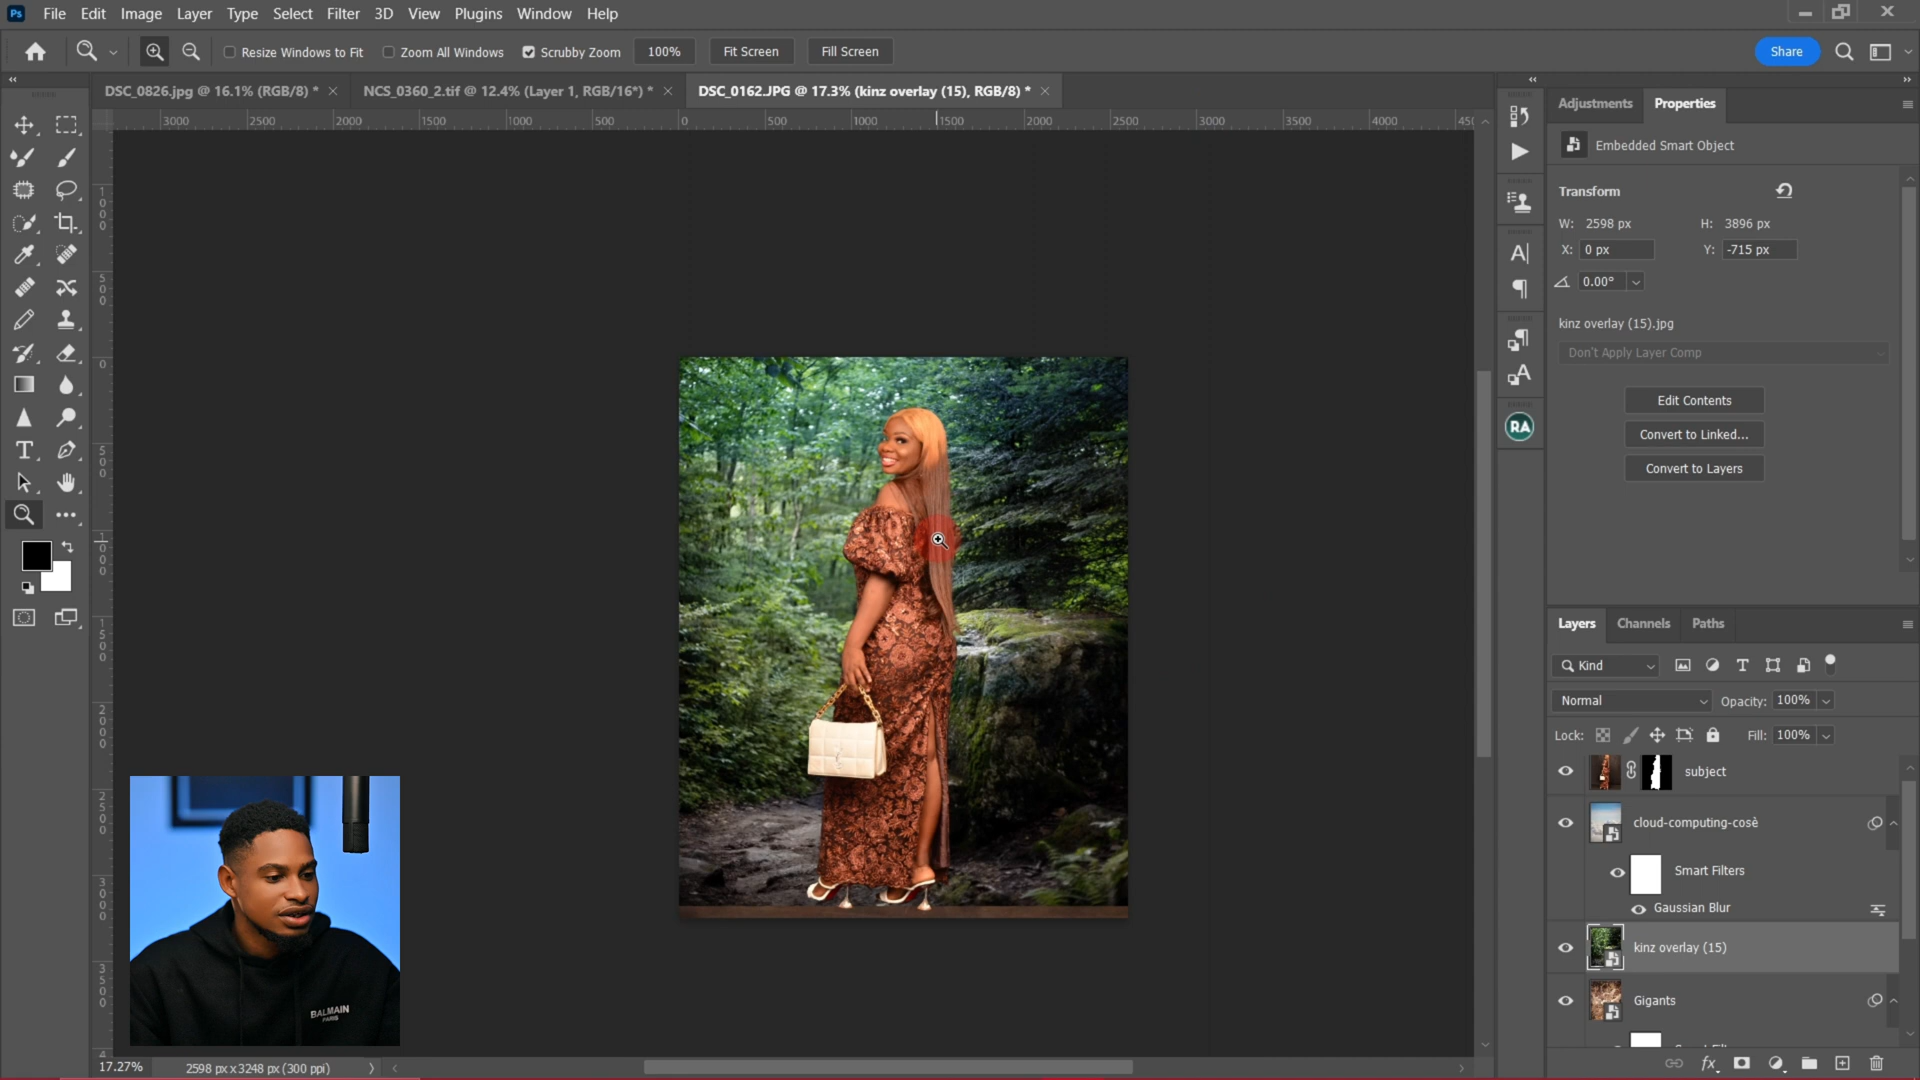 Ps File Edit Image Layer Type Select Filter 3D View Plugins Window Help
Resize Windows to Fit Zoom All Windows Scrubby Zoom 100% Fit Screen Fill Screen Share
DSC_0826.jpg @ 16.1% (RGB/8) * NCS_0360_2.tif @ 12.4% (Layer 1, RGB/16*) * DSC_0162.JPG @ 17.3% (kinz overlay (15), RGB/8) *
3000 2500 2000 1500 1000 500 0 500 1000 1500 2000 2500 3000 3500 4000
Adjustments Properties
Embedded Smart Object
Transform
W: 2598 px H: 3896 px
X: 0 px Y: -715 px
0.00°
kinz overlay (15).jpg
Don't Apply Layer Comp
Edit Contents
Convert to Linked...
Convert to Layers
RA
Layers Channels Paths
Kind
Normal Opacity: 100%
Lock: Fill: 100%
subject
cloud-computing-cosè
Smart Filters
Gaussian Blur
kinz overlay (15)
Gigants
BALMAIN
PARIS
17.27% 2598 px x 3248 px (300 ppi)